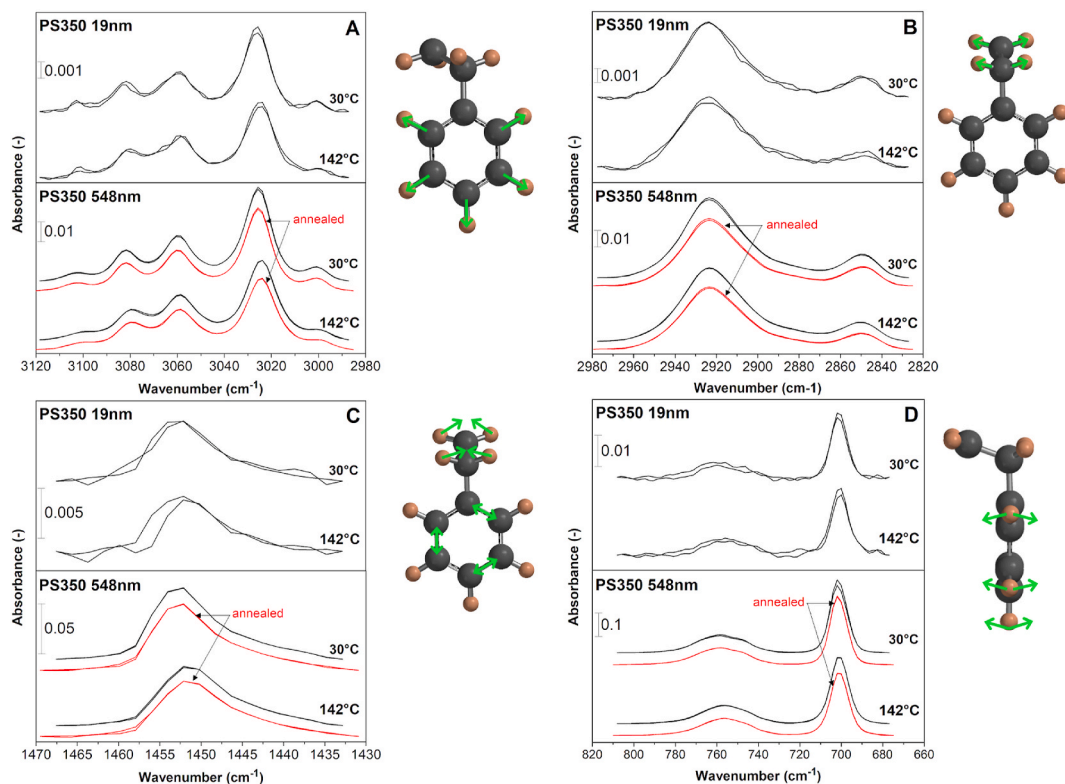 PS350 19nm
A
0.001
30°C
142°C
PS350 548nm
annealed
0.01
30°C
142°C
Absorbance (-)
3120 3100 3080 3060 3040 3020 3000 2980
Wavenumber (cm-1)
PS350 19nm
B
0.001
30°C
142°C
PS350 548nm
annealed
0.01
30°C
142°C
Absorbance (-)
2980 2960 2940 2920 2900 2880 2860 2840 2820
Wavenumber (cm-1)
PS350 19nm
C
30°C
0.005
142°C
PS350 548nm
annealed
0.05
30°C
142°C
Absorbance (-)
1470 1465 1460 1455 1450 1445 1440 1435 1430
Wavenumber (cm-1)
PS350 19nm
D
0.01
30°C
142°C
PS350 548nm
annealed
0.1
30°C
142°C
Absorbance (-)
820 800 780 760 740 720 700 680 660
Wavenumber (cm-1)